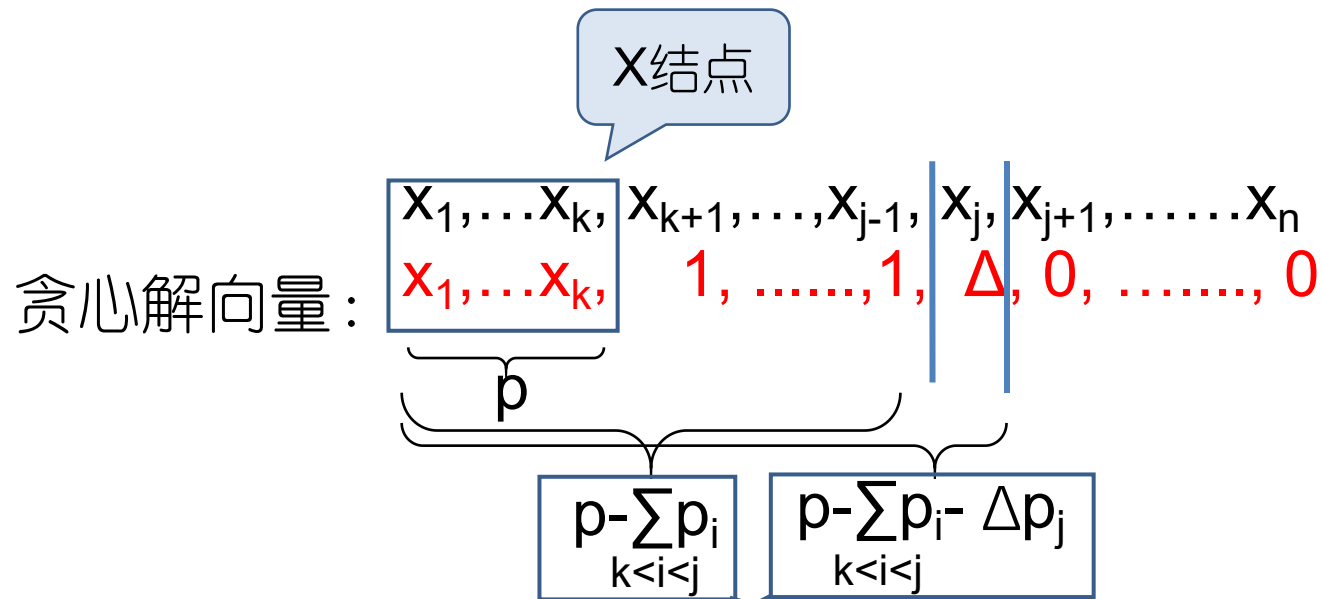 X结点
x₁,…xₖ, xₖ₊₁,…,xⱼ₋₁, xⱼ, xⱼ₊₁,……xₙ
贪心解向量: x₁,…xₖ, 1, ......,1, Δ, 0, …...., 0
p
p-∑pᵢ p-∑pᵢ- Δpⱼ
k<i<j k<i<j